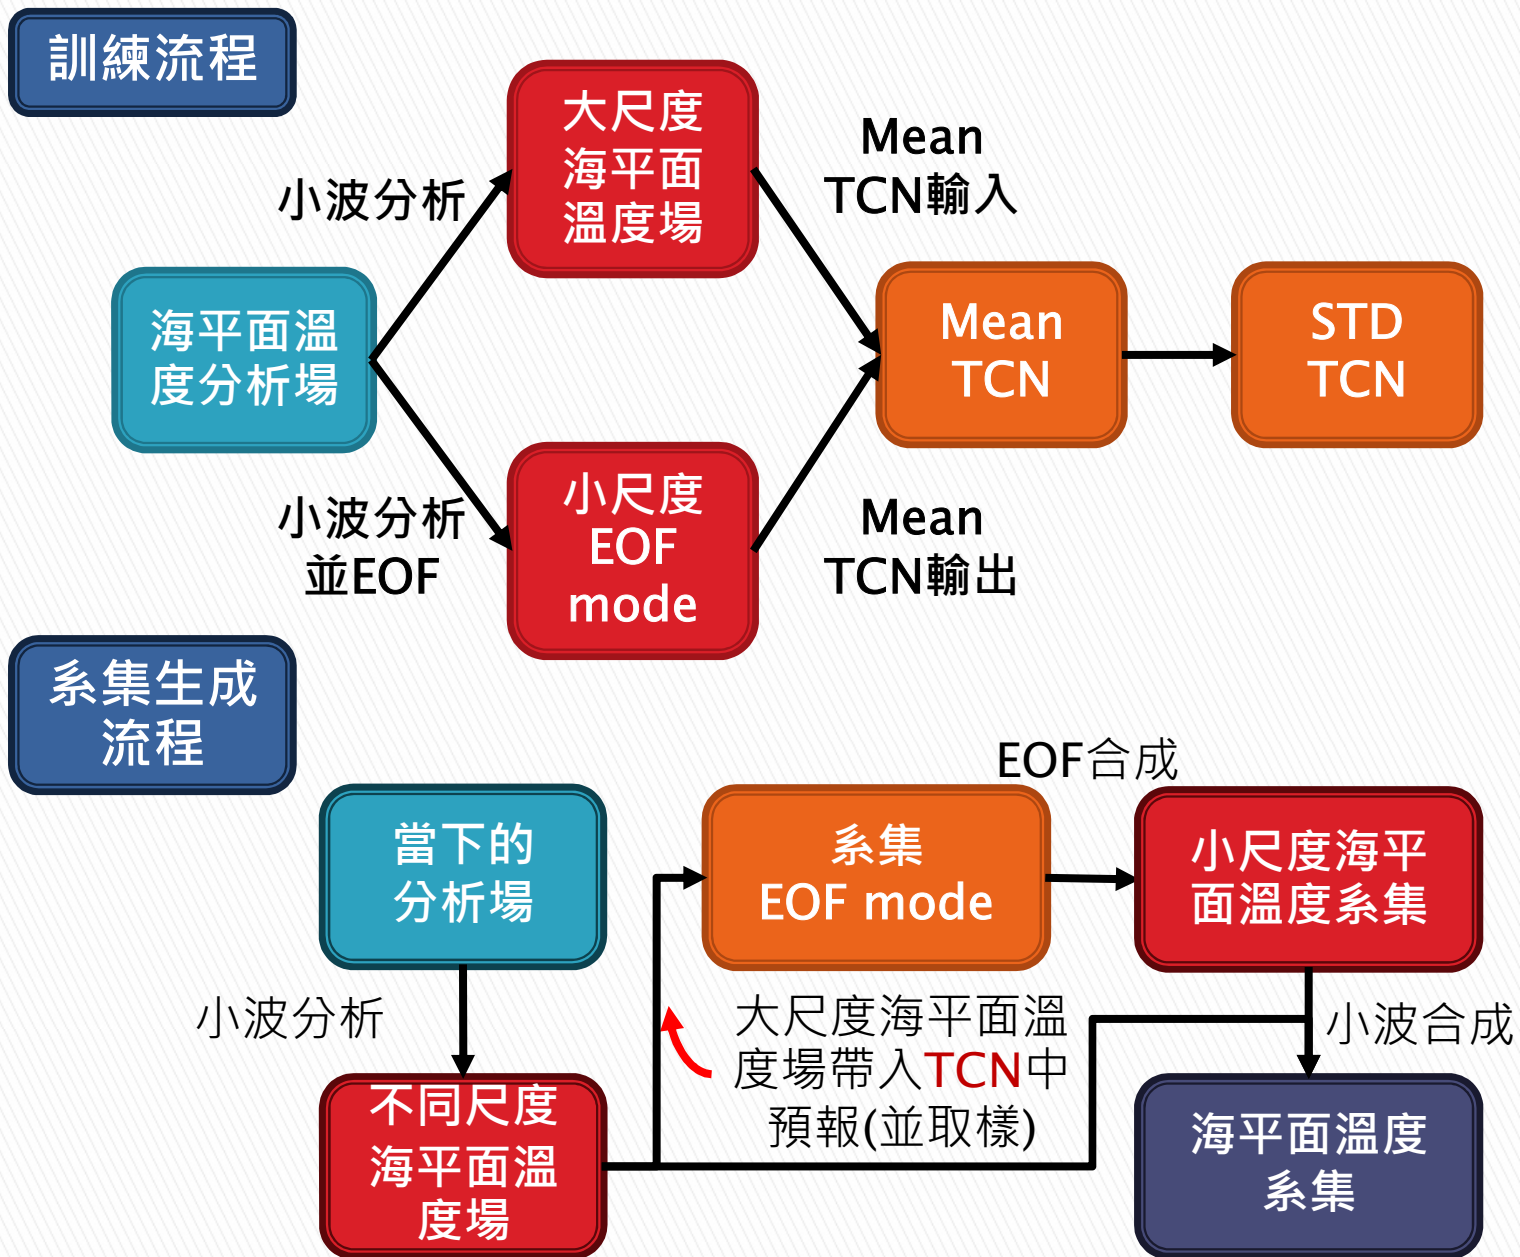 訓練流程
大尺度
海平面
溫度場
Mean
TCN輸入
小波分析
海平面溫
度分析場
Mean
TCN
STD
TCN
小波分析
並EOF
小尺度
EOF
mode
Mean
TCN輸出
系集生成
流程
EOF合成
當下的
分析場
系集
EOF mode
小尺度海平
面溫度系集
小波分析
大尺度海平面溫
度場帶入TCN中
預報(並取樣)
小波合成
不同尺度
海平面溫
度場
海平面溫度
系集